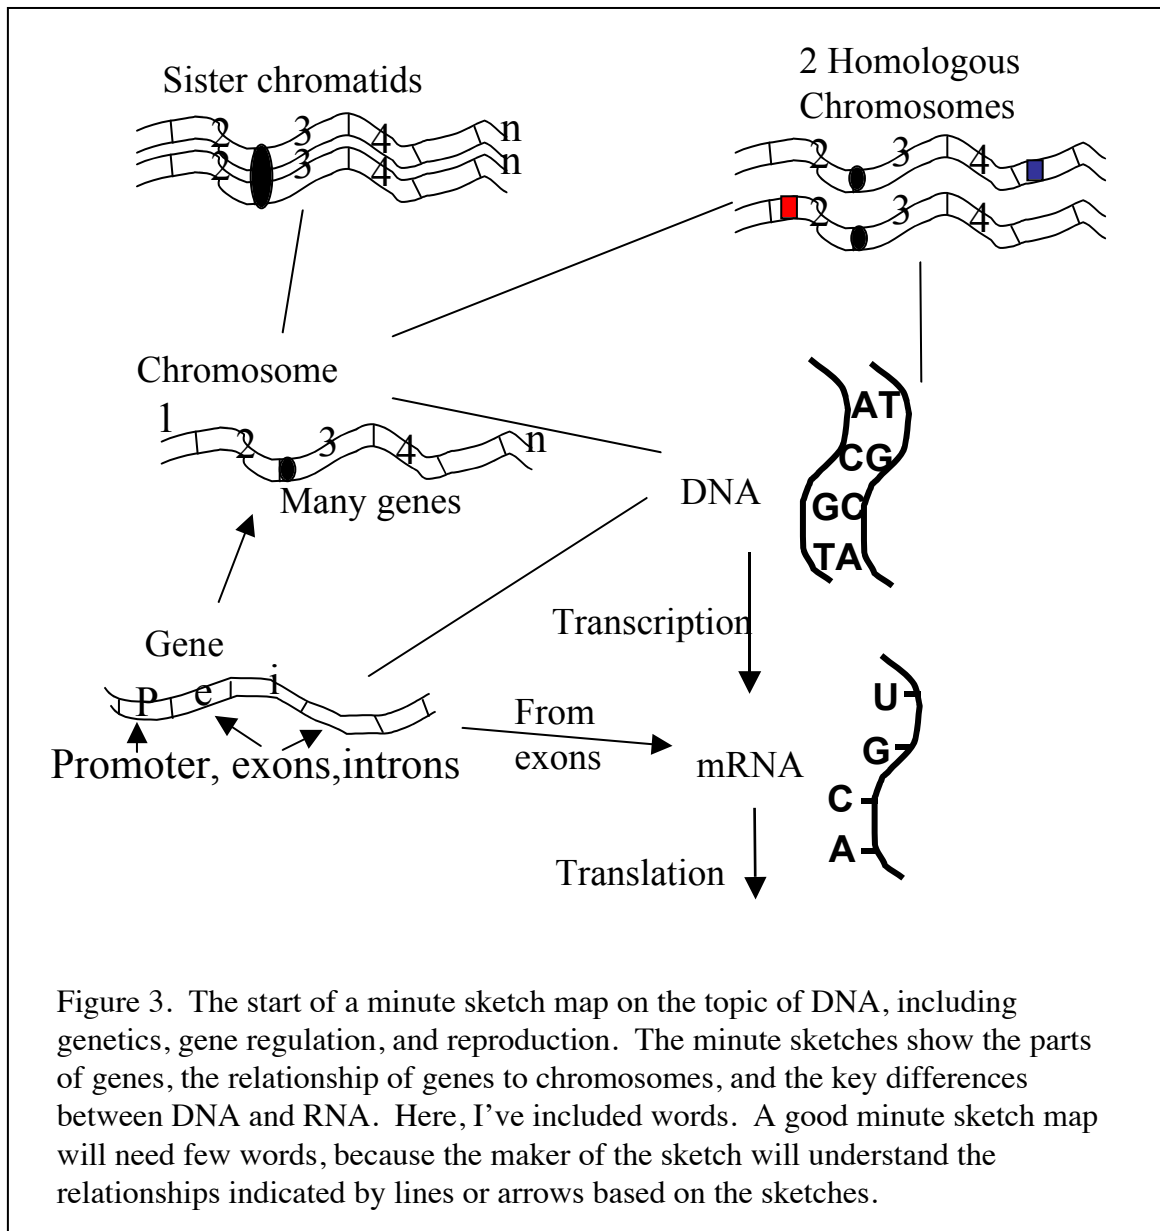 Sister chromatids
2 3 4 n
2 3 4 n
2 Homologous
Chromosomes
2 3 4
2 3 4
Chromosome
1
2 3 4 n
Many genes
DNA
AT
CG
GC
TA
Transcription
Gene
P e i
Promoter, exons,introns
From
exons
mRNA
U
G
C
A
Translation
Figure 3. The start of a minute sketch map on the topic of DNA, including
genetics, gene regulation, and reproduction. The minute sketches show the parts
of genes, the relationship of genes to chromosomes, and the key differences
between DNA and RNA. Here, I’ve included words. A good minute sketch map
will need few words, because the maker of the sketch will understand the
relationships indicated by lines or arrows based on the sketches.